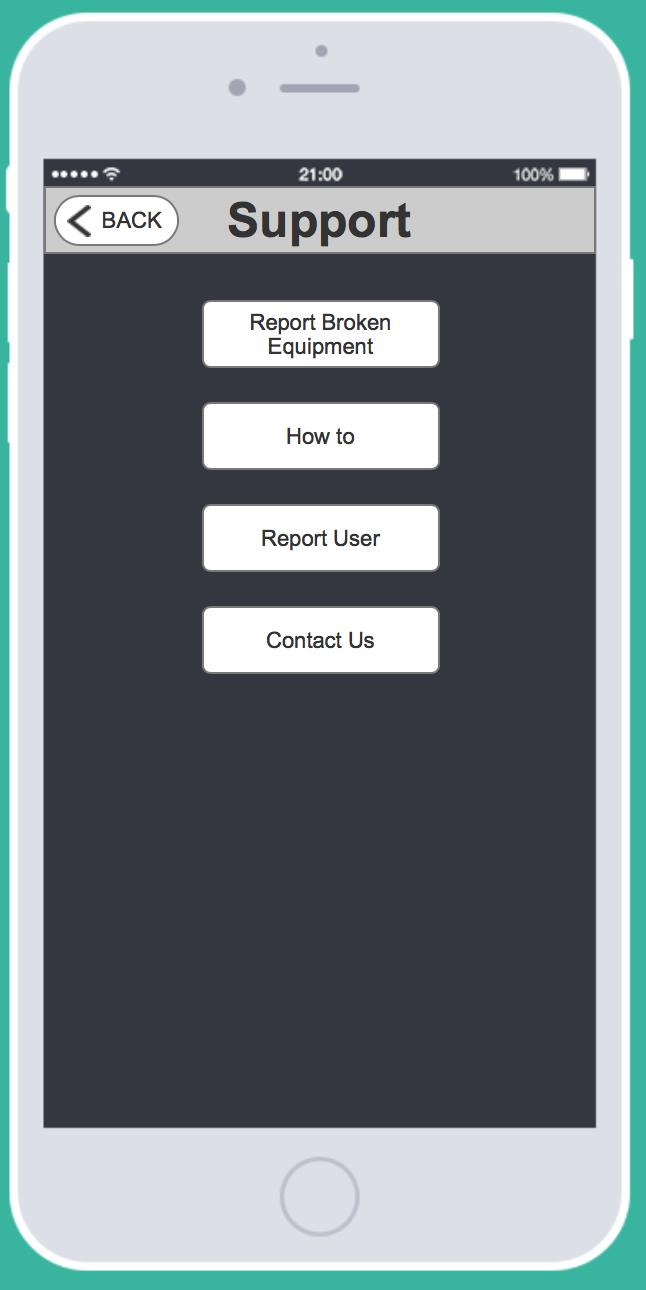 21:00
100%
BACK
Support
Report Broken
Equipment
How to
Report User
Contact Us